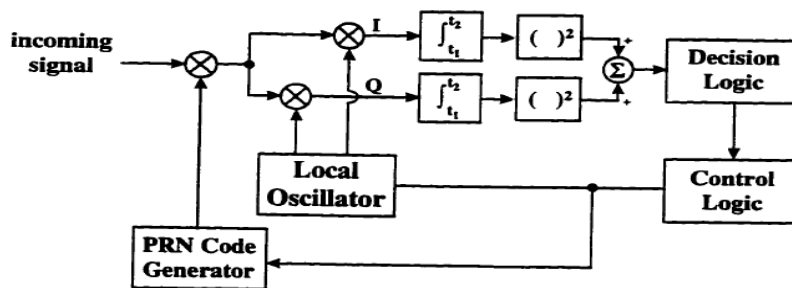 incoming
signal
I
Q
∫ t₂ t₁
( )²
∫ t₂ t₁
( )²
+
Σ
+
Decision
Logic
Local
Oscillator
Control
Logic
PRN Code
Generator